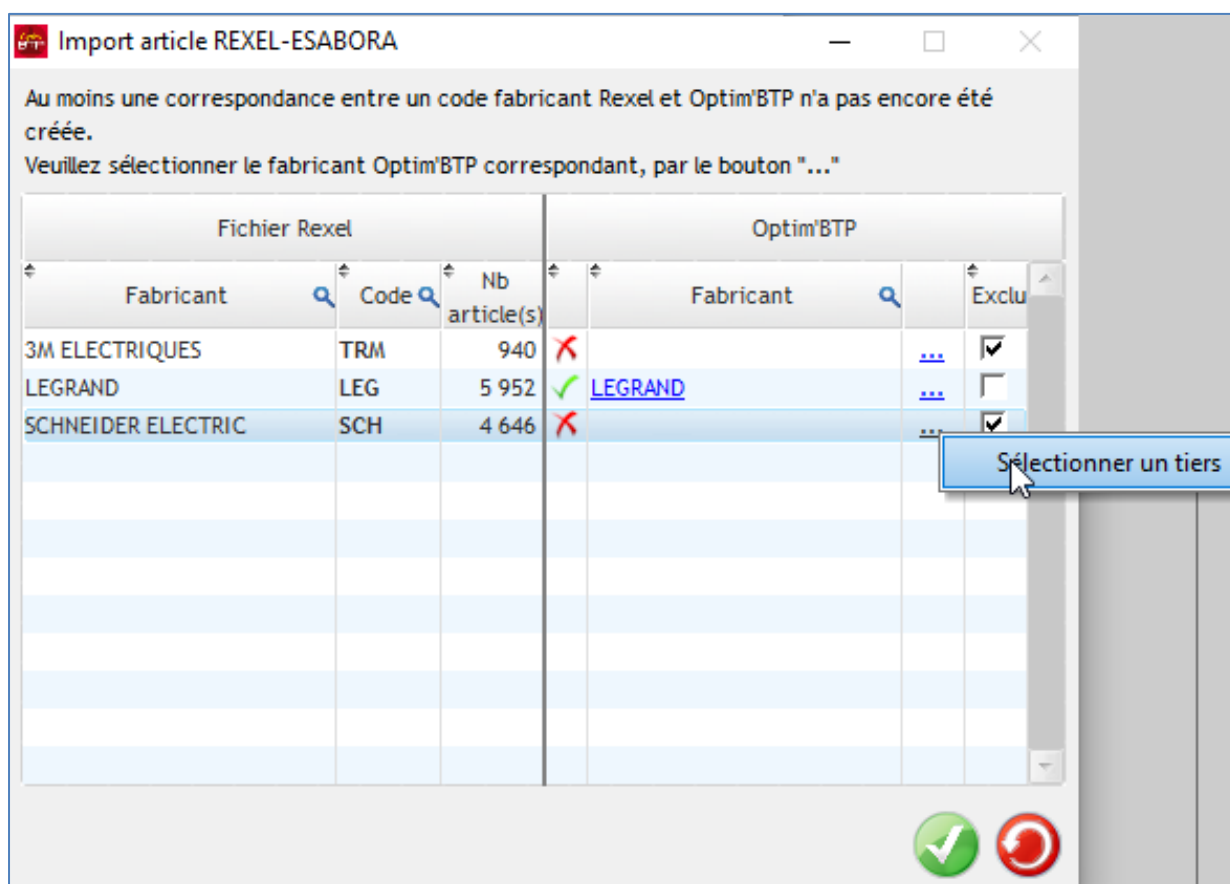 Import article REXEL-ESABORA
Au moins une correspondance entre un code fabricant Rexel et Optim'BTP n'a pas encore été
créée.
Veuillez sélectionner le fabricant Optim'BTP correspondant, par le bouton "..."
Fichier Rexel Optim'BTP
Fabricant Code Nb article(s) Fabricant Exclu
3M ELECTRIQUES TRM 940 ...
LEGRAND LEG 5 952 LEGRAND ...
SCHNEIDER ELECTRIC SCH 4 646 ...
Sélectionner un tiers